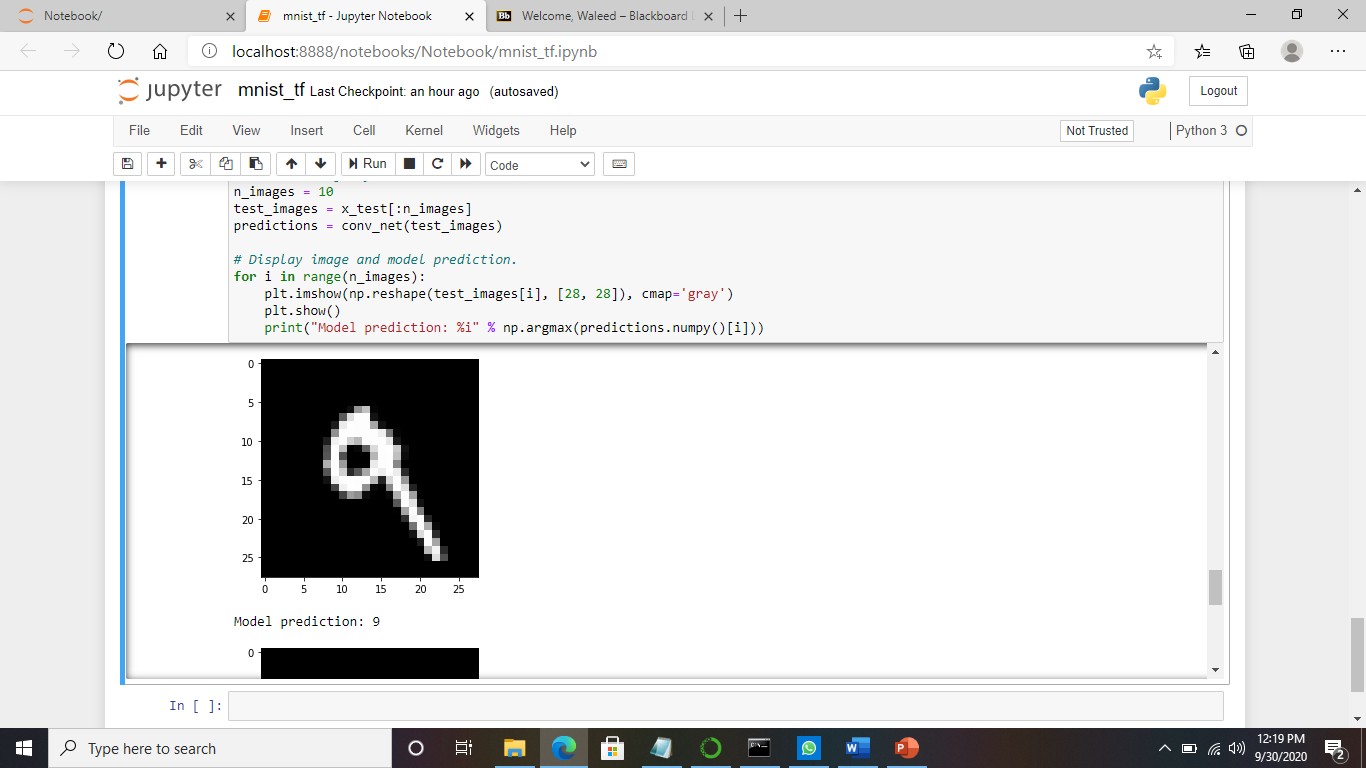 Notebook/
mnist_tf - Jupyter Notebook
Bb Welcome, Waleed – Blackboard
localhost:8888/notebooks/Notebook/mnist_tf.ipynb
jupyter mnist_tf Last Checkpoint: an hour ago (autosaved)
Logout
File Edit View Insert Cell Kernel Widgets Help
Not Trusted
Python 3
Run
Code
n_images = 10
test_images = x_test[:n_images]
predictions = conv_net(test_images)
# Display image and model prediction.
for i in range(n_images):
    plt.imshow(np.reshape(test_images[i], [28, 28]), cmap='gray')
    plt.show()
    print("Model prediction: %i" % np.argmax(predictions.numpy()[i]))
0
5
10
15
20
25
0 5 10 15 20 25
Model prediction: 9
0
In [ ]:
Type here to search
12:19 PM
9/30/2020
2